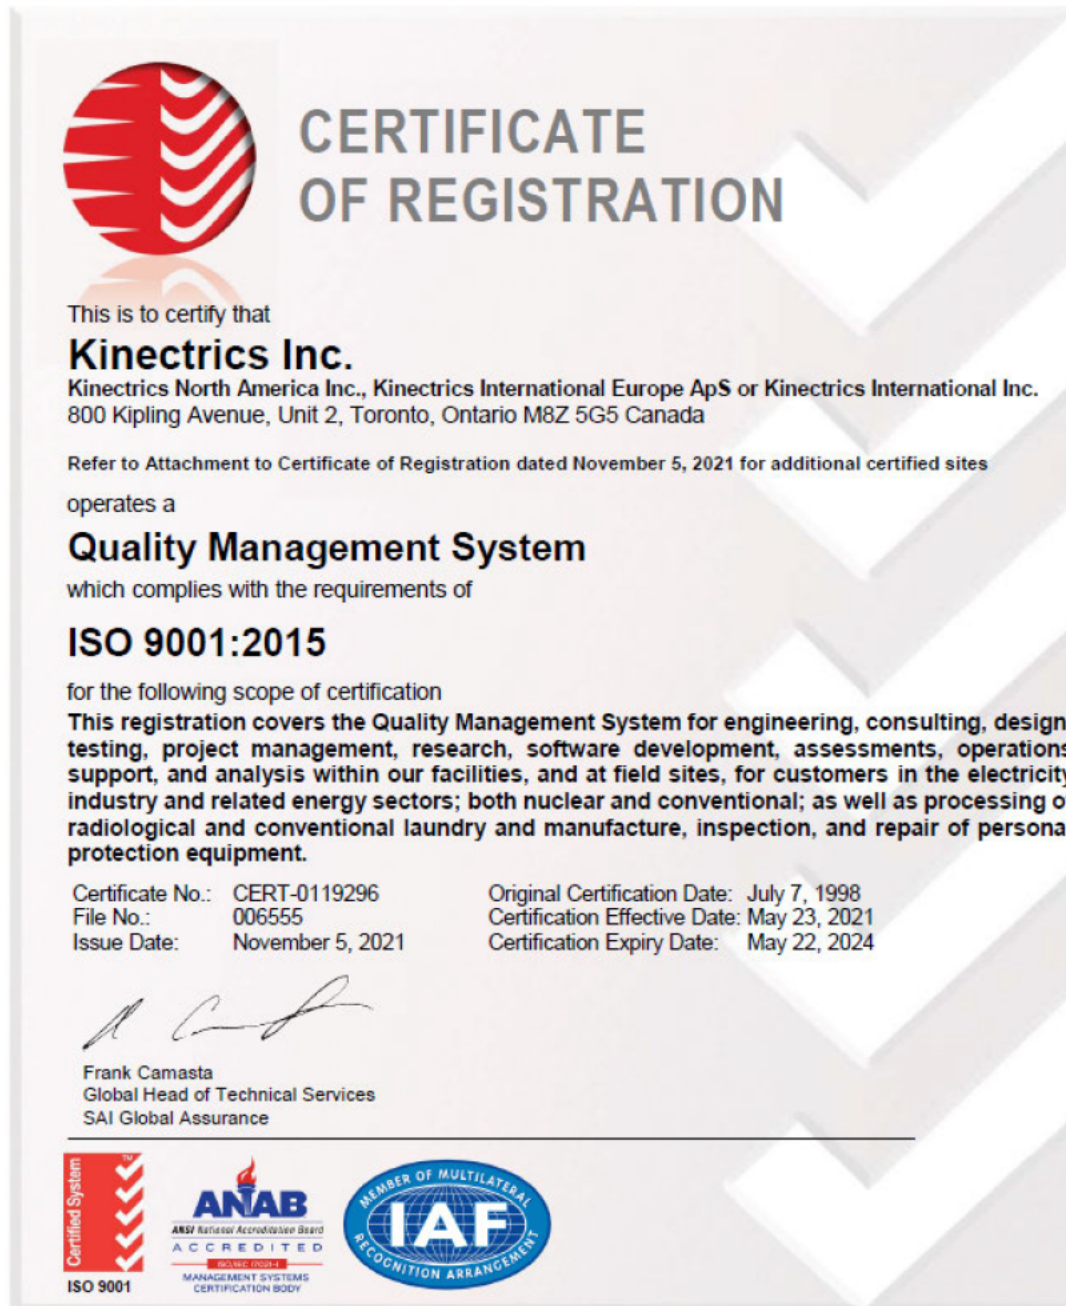 CERTIFICATE
OF REGISTRATION
This is to certify that
Kinectrics Inc.
Kinectrics North America Inc., Kinectrics International Europe ApS or Kinectrics International Inc.
800 Kipling Avenue, Unit 2, Toronto, Ontario M8Z 5G5 Canada
Refer to Attachment to Certificate of Registration dated November 5, 2021 for additional certified sites
operates a
Quality Management System
which complies with the requirements of
ISO 9001:2015
for the following scope of certification
This registration covers the Quality Management System for engineering, consulting, design
testing, project management, research, software development, assessments, operations
support, and analysis within our facilities, and at field sites, for customers in the electricity
industry and related energy sectors; both nuclear and conventional; as well as processing of
radiological and conventional laundry and manufacture, inspection, and repair of persona
protection equipment.
Certificate No.: CERT-0119296
File No.: 006555
Issue Date: November 5, 2021
Original Certification Date: July 7, 1998
Certification Effective Date: May 23, 2021
Certification Expiry Date: May 22, 2024
Frank Camasta
Global Head of Technical Services
SAI Global Assurance
Certified System
TM
ISO 9001
ANAB
ANSI National Accreditation Board
ACCREDITED
ISO/IEC 17021-1
MANAGEMENT SYSTEMS
CERTIFICATION BODY
MEMBER OF MULTILATERAL
IAF
RECOGNITION ARRANGEMENT